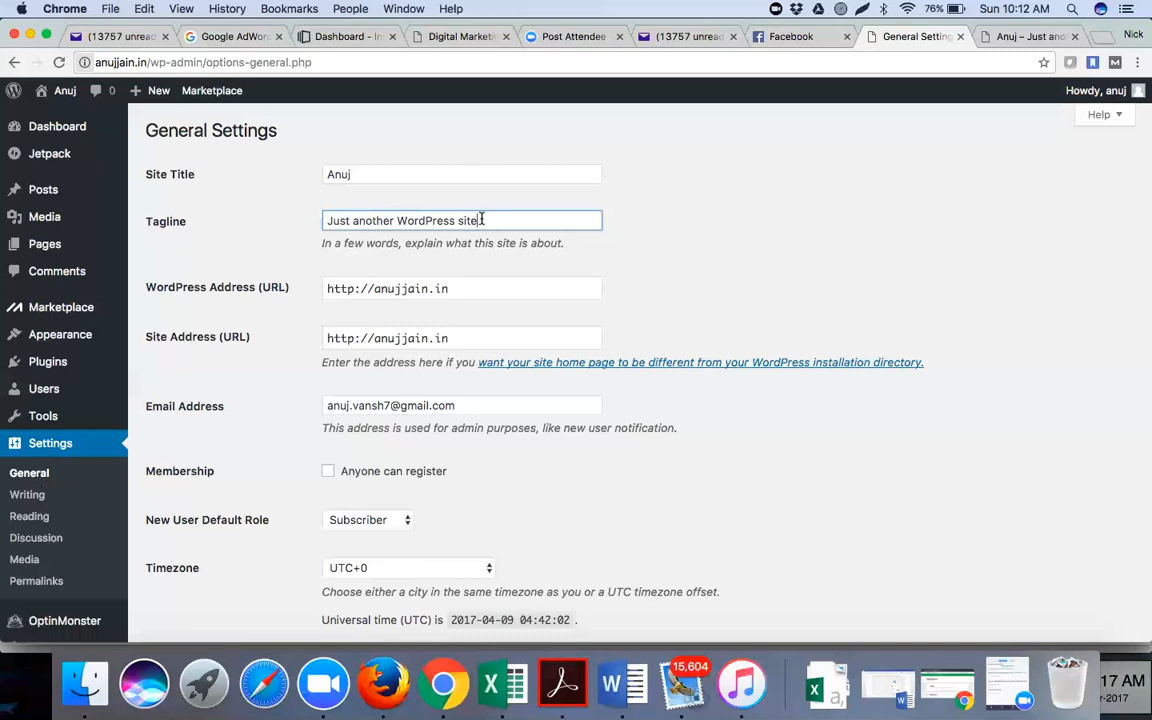 Chrome File Edit View History Bookmarks People Window Help 76% Sun 10:12 AM
(13757 unread Google AdWor Dashboard - In Digital Marketin Post Attendee (13757 unread Facebook General Setting Anuj – Just ano Nick
anujjain.in/wp-admin/options-general.php
Anuj 0 New Marketplace Howdy, anuj
Help
Dashboard
Jetpack
Posts
Media
Pages
Comments
Marketplace
Appearance
Plugins
Users
Tools
Settings
General
Writing
Reading
Discussion
Media
Permalinks
OptinMonster
General Settings
Site Title Anuj
Tagline Just another WordPress site
In a few words, explain what this site is about.
WordPress Address (URL) http://anujjain.in
Site Address (URL) http://anujjain.in
Enter the address here if you want your site home page to be different from your WordPress installation directory.
Email Address anuj.vansh7@gmail.com
This address is used for admin purposes, like new user notification.
Membership Anyone can register
New User Default Role Subscriber
Timezone UTC+0
Choose either a city in the same timezone as you or a UTC timezone offset.
Universal time (UTC) is 2017-04-09 04:42:02 .
15,604
17 AM
-2017